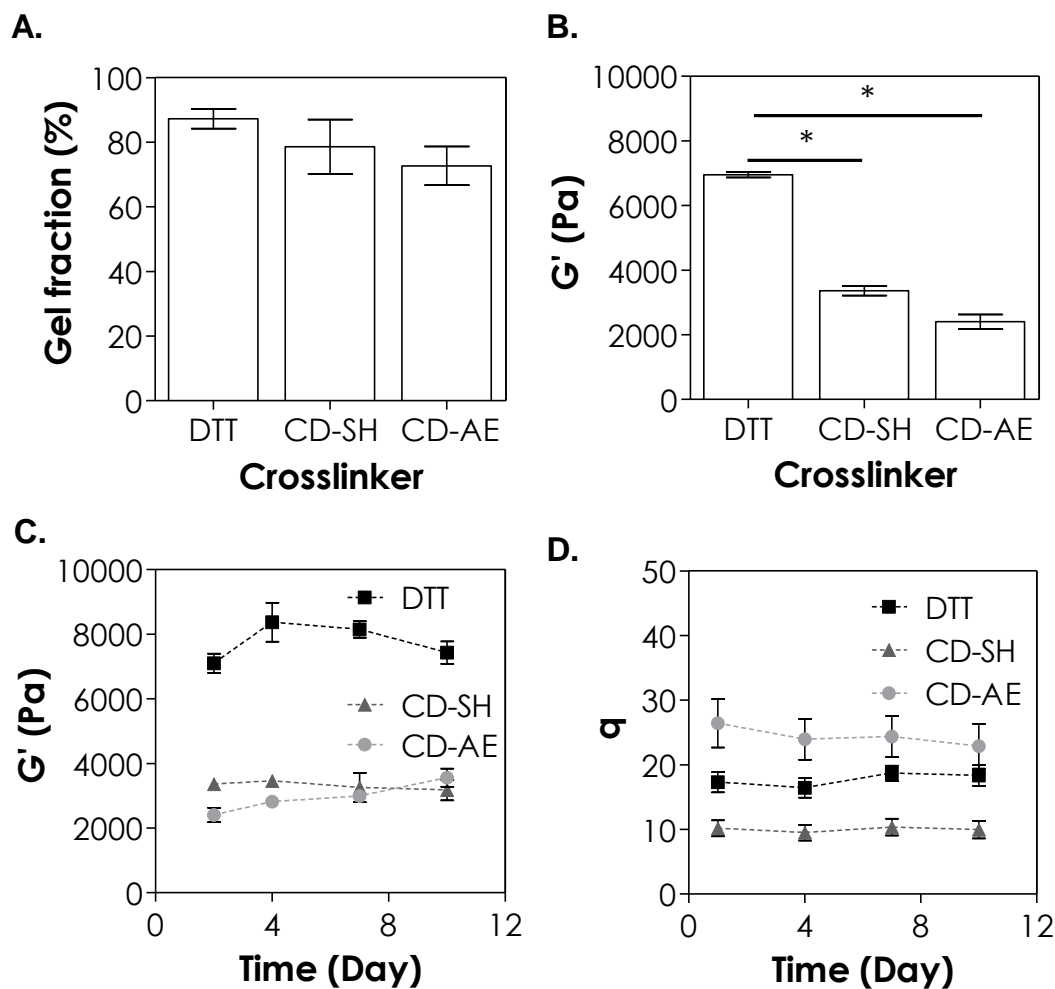 A.
Gel fraction (%)
100
80
60
40
20
0
DTT CD-SH CD-AE
Crosslinker
B.
G' (Pa)
10000
8000
6000
4000
2000
0
*
*
DTT CD-SH CD-AE
Crosslinker
C.
G' (Pa)
10000
8000
6000
4000
2000
0
DTT
CD-SH
CD-AE
0 4 8 12
Time (Day)
D.
q
50
40
30
20
10
0
DTT
CD-SH
CD-AE
0 4 8 12
Time (Day)